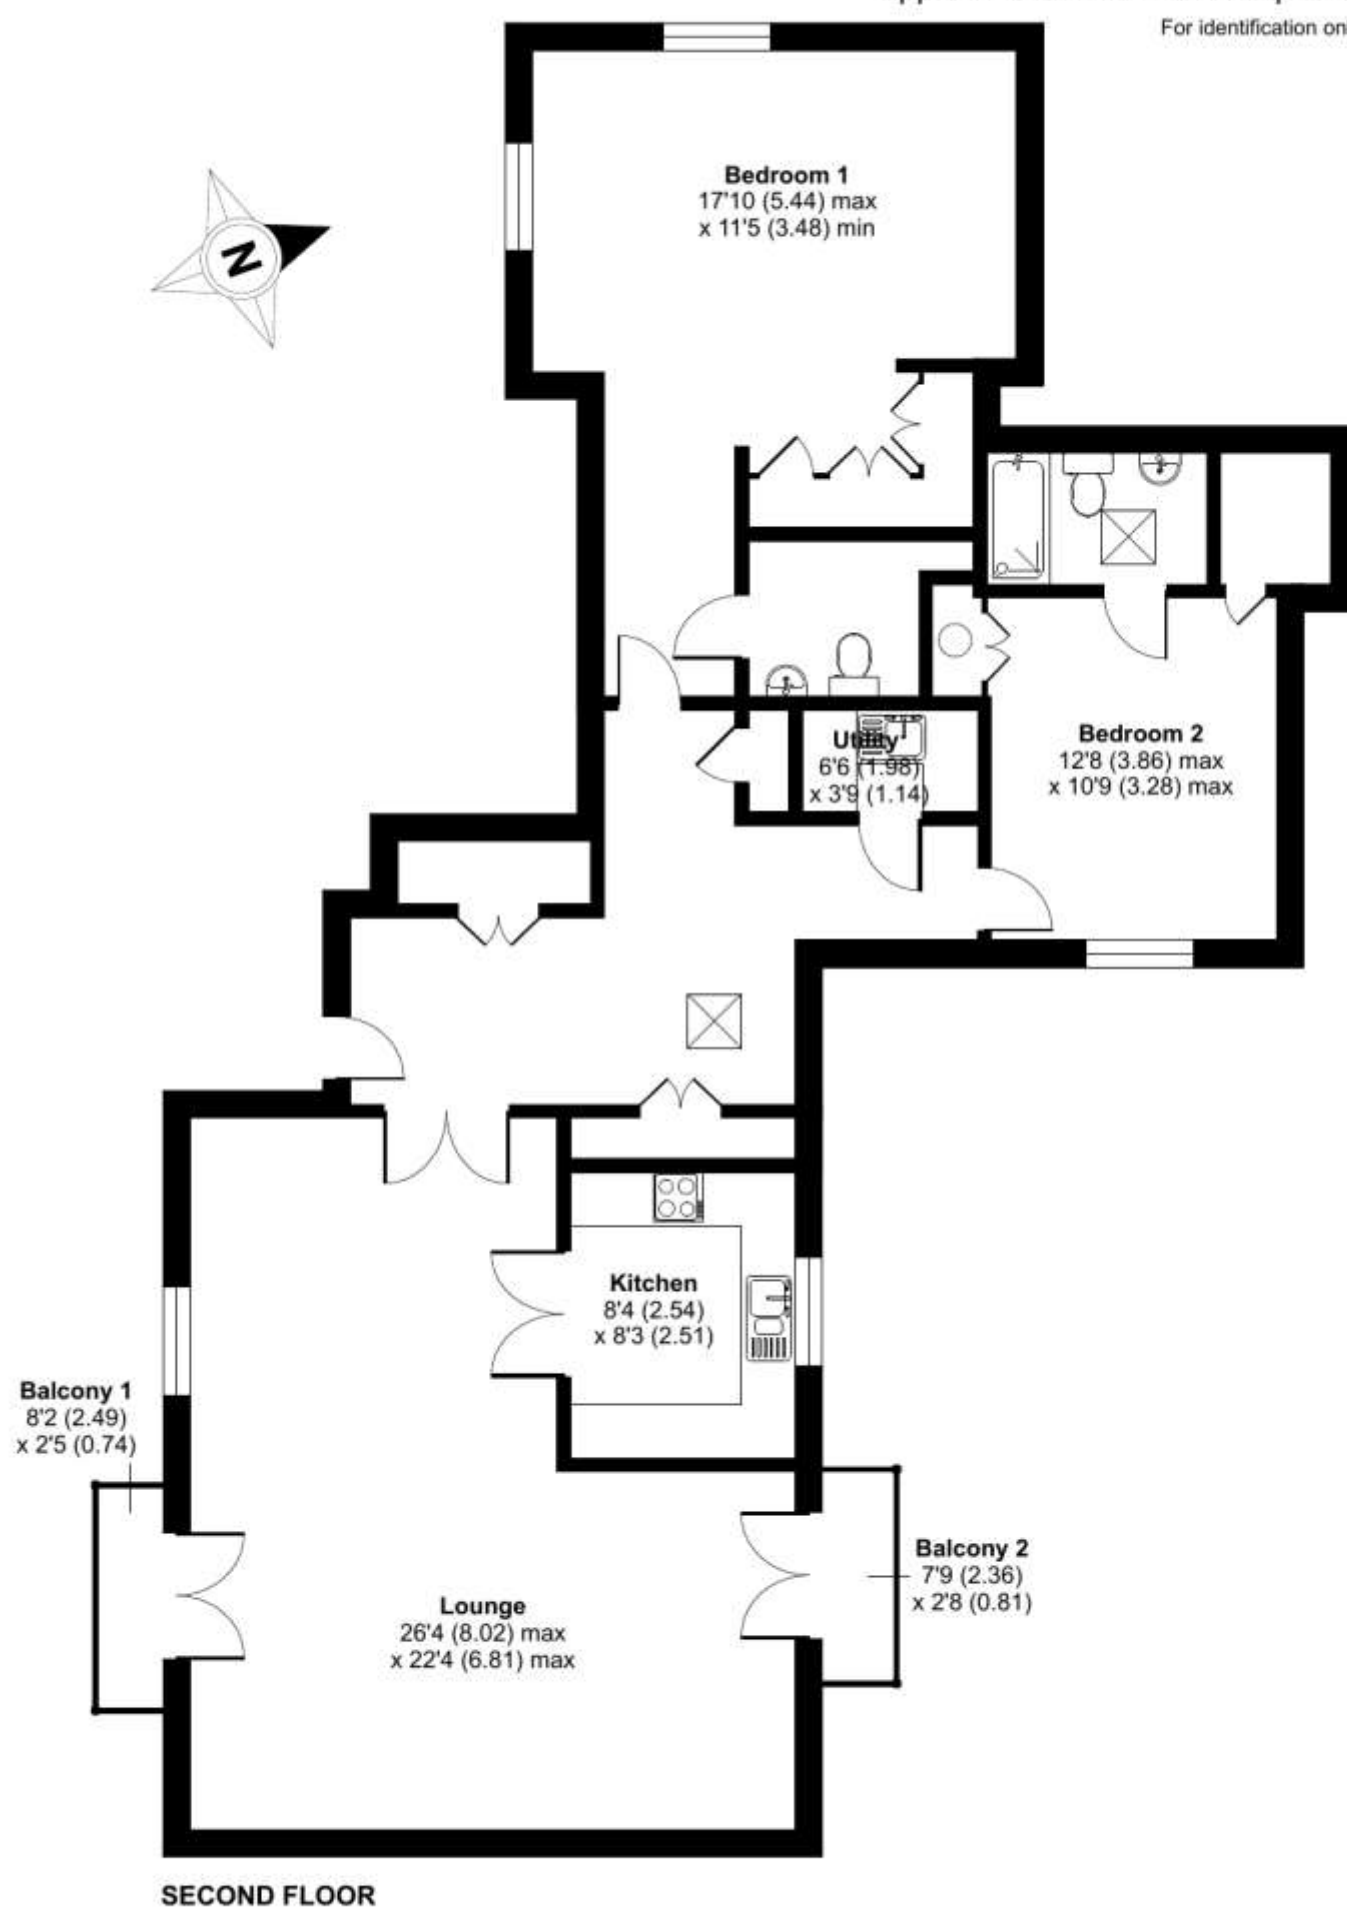 For identification on
N
Bedroom 1
17'10 (5.44) max
x 11'5 (3.48) min
Bedroom 2
12'8 (3.86) max
x 10'9 (3.28) max
Utility
6'6 (1.98)
x 3'9 (1.14)
Kitchen
8'4 (2.54)
x 8'3 (2.51)
Balcony 1
8'2 (2.49)
x 2'5 (0.74)
Balcony 2
7'9 (2.36)
x 2'8 (0.81)
Lounge
26'4 (8.02) max
x 22'4 (6.81) max
SECOND FLOOR